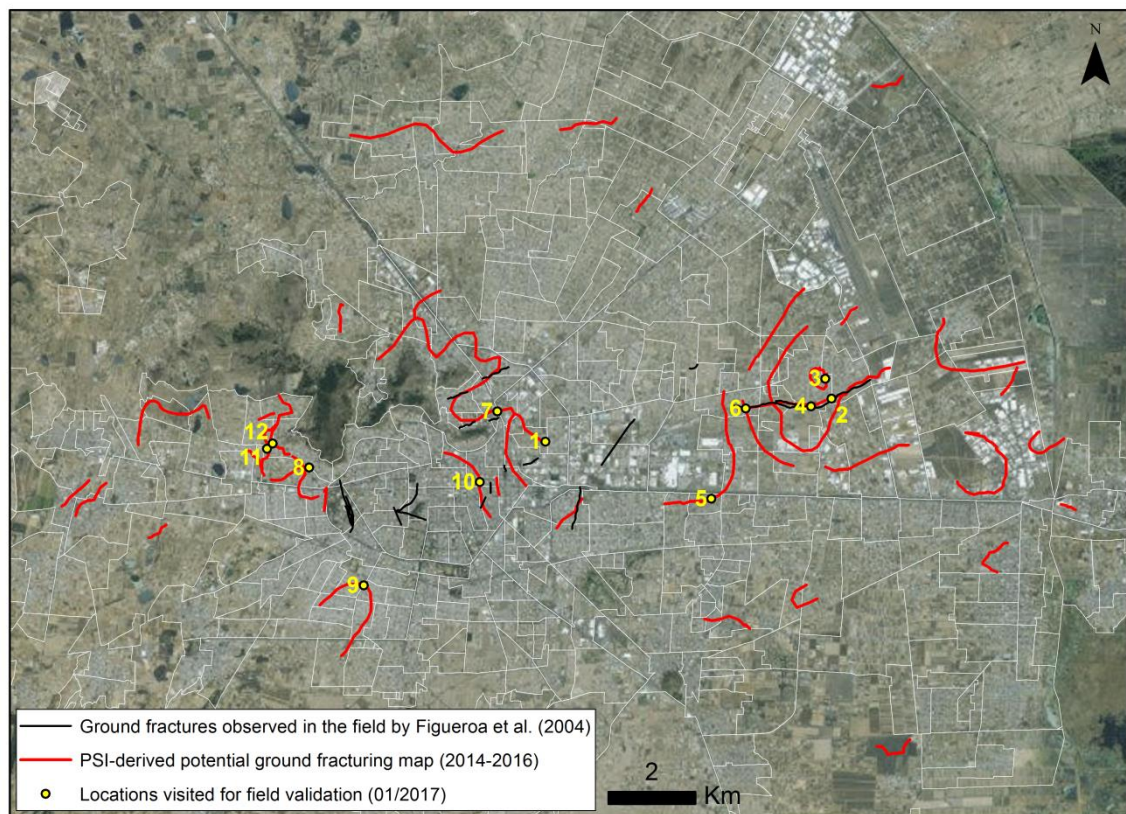 N
3
2
4
6
7
1
12
11
8
10
5
9
Ground fractures observed in the field by Figueroa et al. (2004)
PSI-derived potential ground fracturing map (2014-2016)
Locations visited for field validation (01/2017)
2
Km